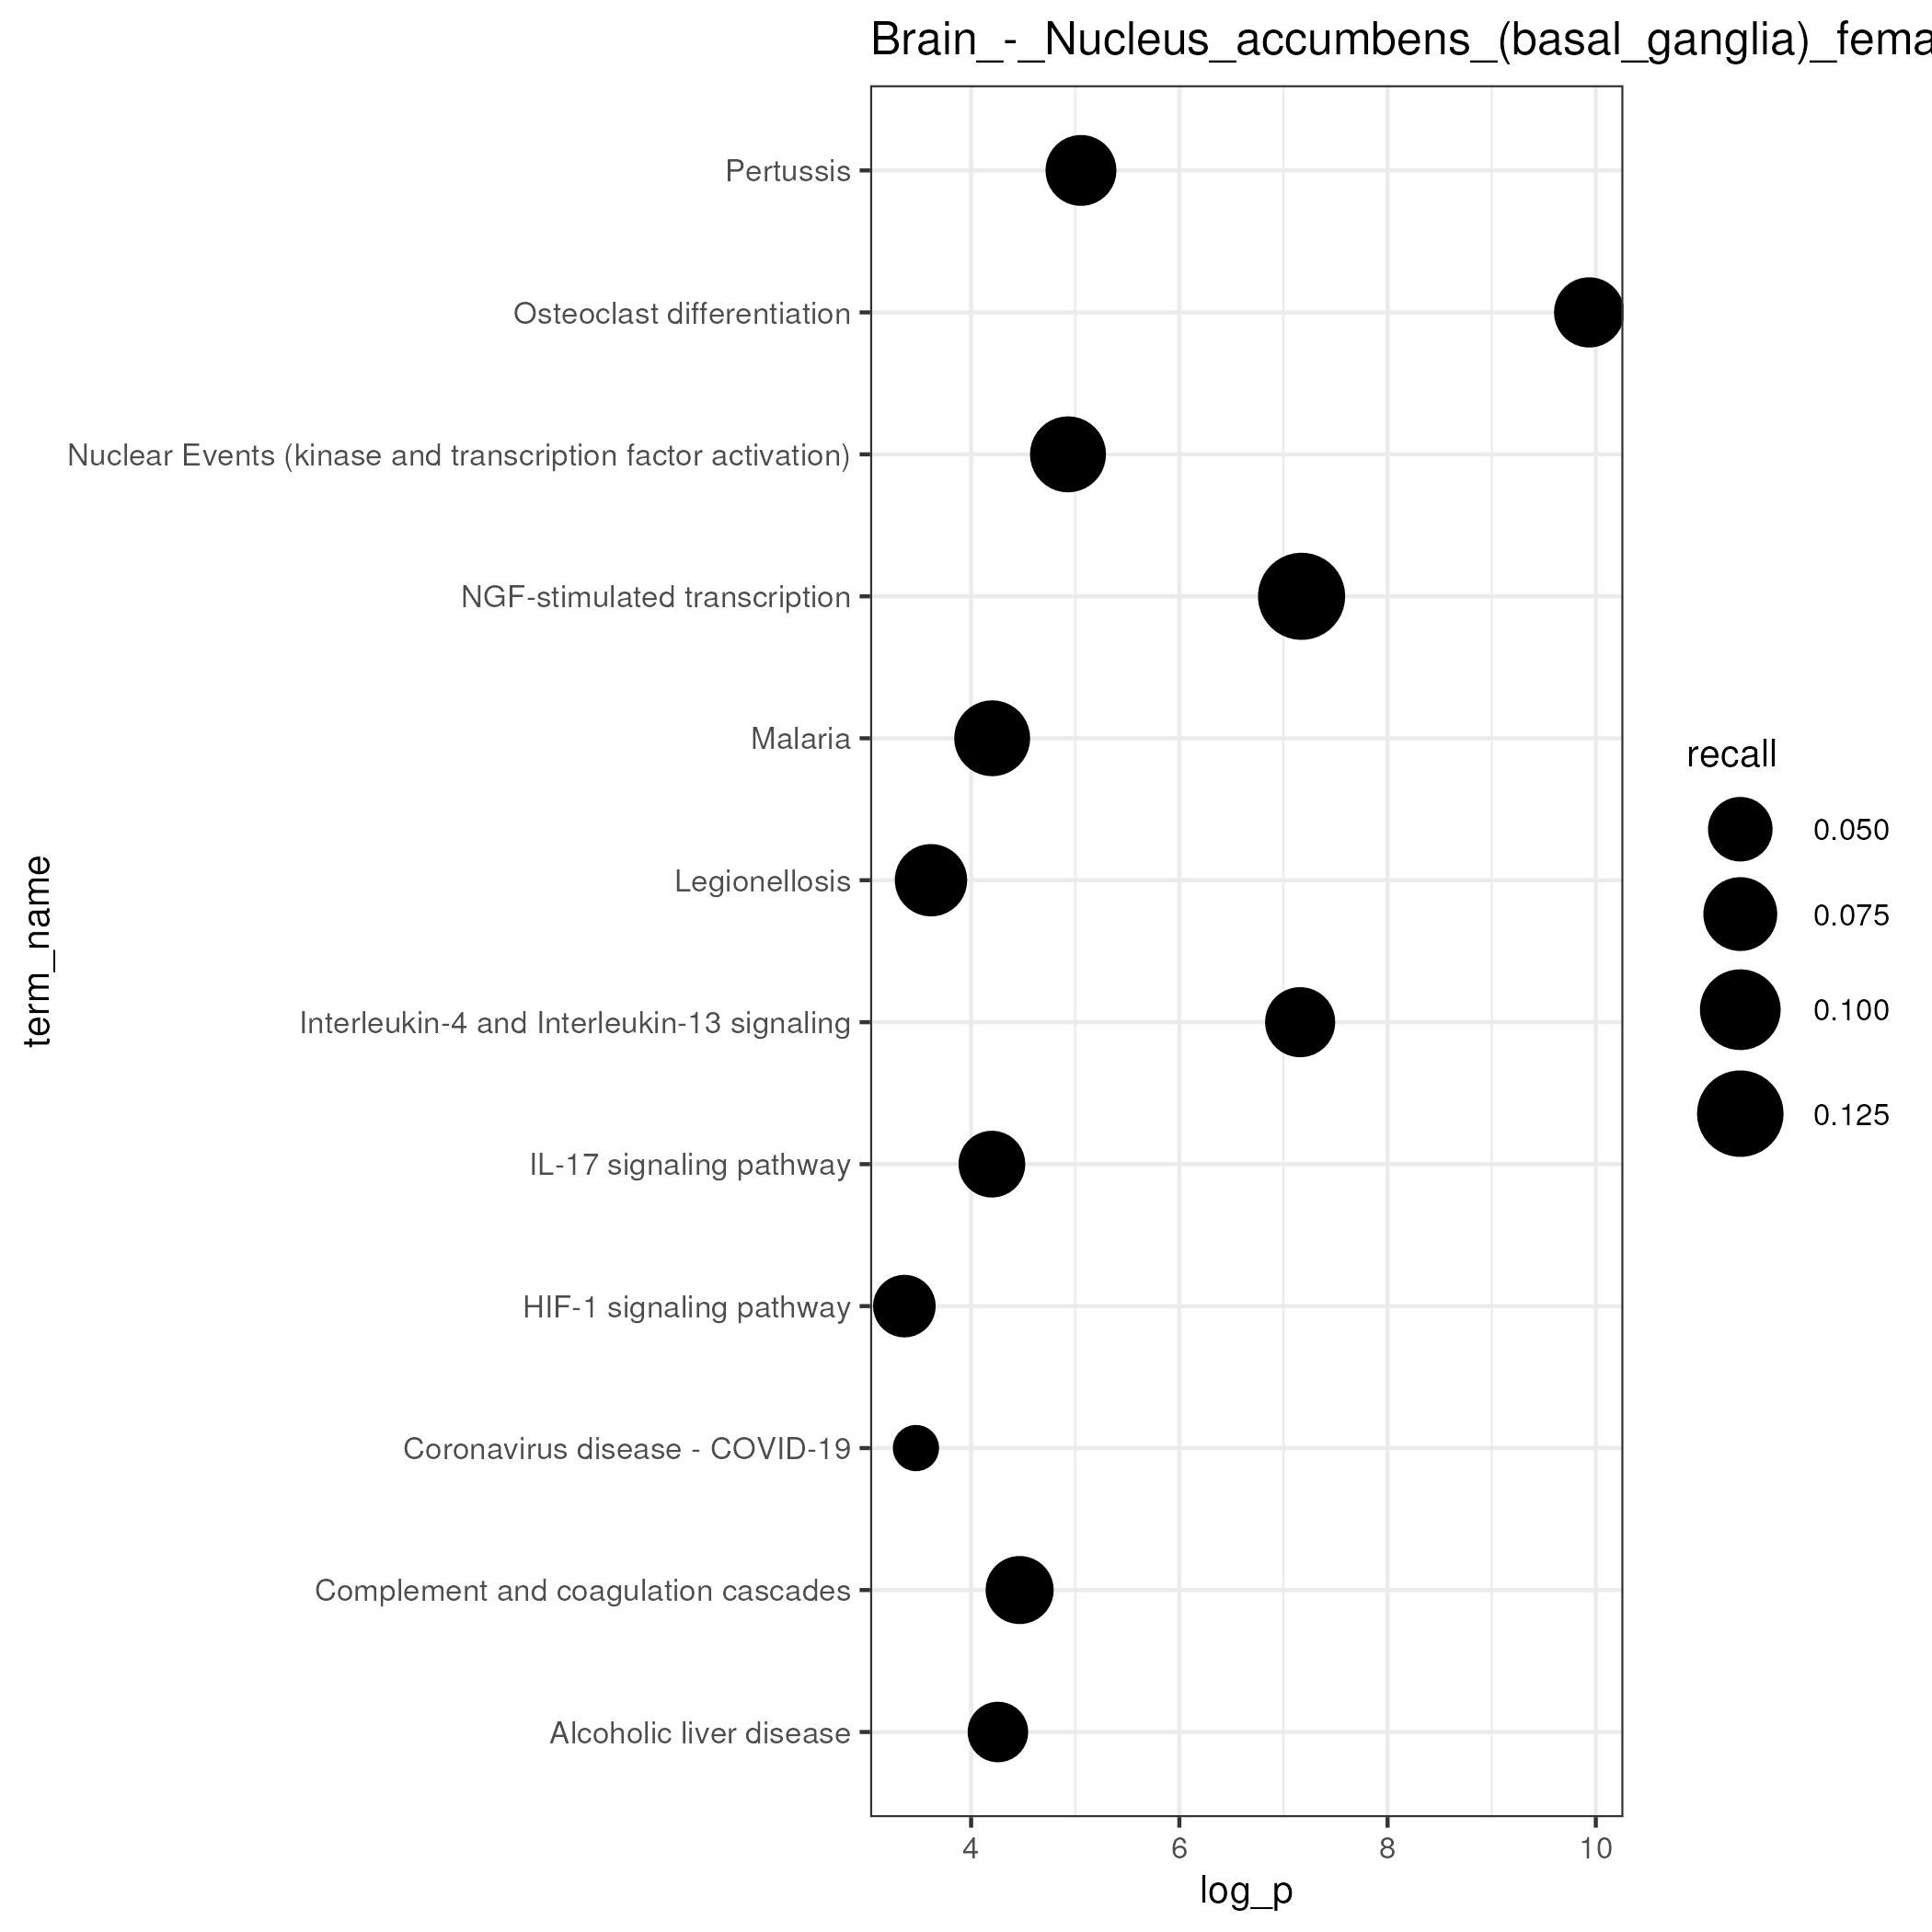 Brain_-_Nucleus_accumbens_(basal_ganglia)_fema
Pertussis
Osteoclast differentiation
Nuclear Events (kinase and transcription factor activation)
NGF-stimulated transcription
Malaria
Legionellosis
Interleukin-4 and Interleukin-13 signaling
IL-17 signaling pathway
HIF-1 signaling pathway
Coronavirus disease - COVID-19
Complement and coagulation cascades
Alcoholic liver disease
term_name
4 6 8 10
log_p
recall
0.050
0.075
0.100
0.125